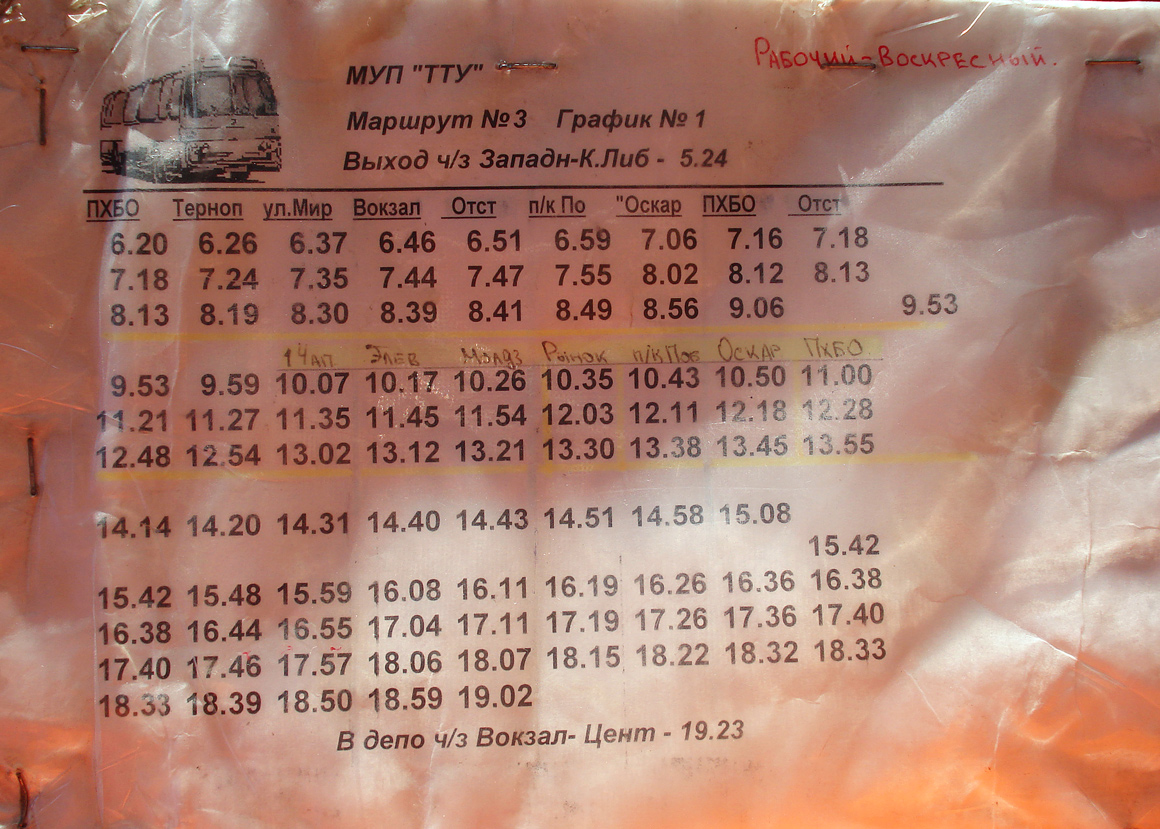 Рабочий-Воскресный.
МУП "ТТУ"
Маршрут №3 График № 1
Выход ч/з Западн-К.Либ - 5.24
ПХБО Терноп ул.Мир Вокзал Отст п/к По "Оскар ПХБО Отст
6.20 6.26 6.37 6.46 6.51 6.59 7.06 7.16 7.18
7.18 7.24 7.35 7.44 7.47 7.55 8.02 8.12 8.13
8.13 8.19 8.30 8.39 8.41 8.49 8.56 9.06 9.53
14ап Элев Молдз Рынок п/к Поб Оскар ПХБО
9.53 9.59 10.07 10.17 10.26 10.35 10.43 10.50 11.00
11.21 11.27 11.35 11.45 11.54 12.03 12.11 12.18 12.28
12.48 12.54 13.02 13.12 13.21 13.30 13.38 13.45 13.55
14.14 14.20 14.31 14.40 14.43 14.51 14.58 15.08
15.42
15.42 15.48 15.59 16.08 16.11 16.19 16.26 16.36 16.38
16.38 16.44 16.55 17.04 17.11 17.19 17.26 17.36 17.40
17.40 17.46 17.57 18.06 18.07 18.15 18.22 18.32 18.33
18.33 18.39 18.50 18.59 19.02
В депо ч/з Вокзал- Цент - 19.23